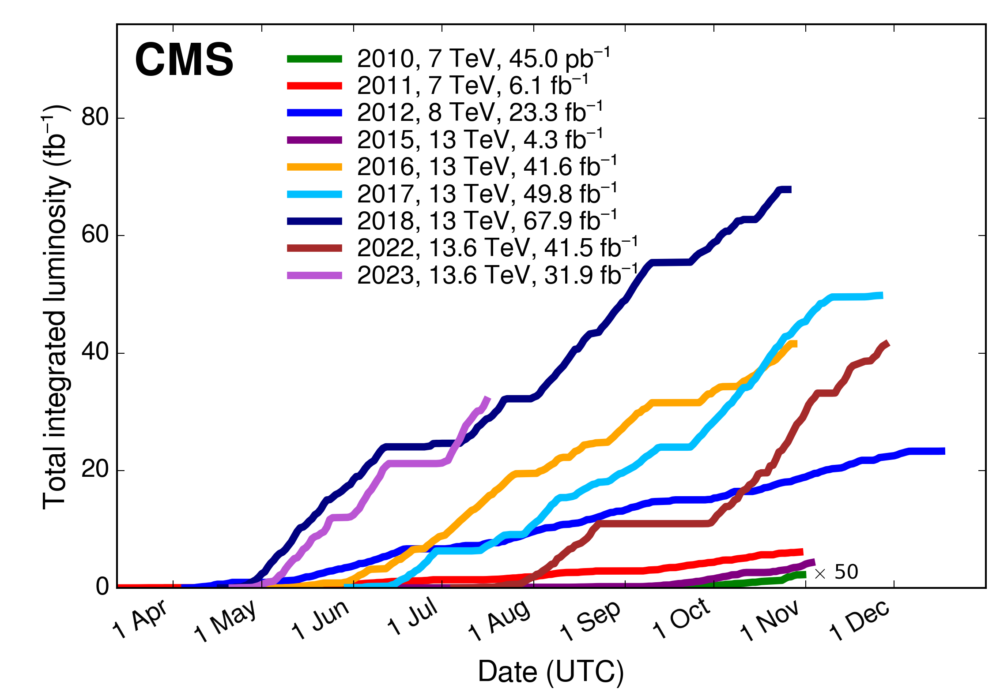 CMS
2010, 7 TeV, 45.0 pb⁻¹
2011, 7 TeV, 6.1 fb⁻¹
2012, 8 TeV, 23.3 fb⁻¹
2015, 13 TeV, 4.3 fb⁻¹
2016, 13 TeV, 41.6 fb⁻¹
2017, 13 TeV, 49.8 fb⁻¹
2018, 13 TeV, 67.9 fb⁻¹
2022, 13.6 TeV, 41.5 fb⁻¹
2023, 13.6 TeV, 31.9 fb⁻¹
Total integrated luminosity (fb⁻¹)
80
60
40
20
0
× 50
1 Apr
1 May
1 Jun
1 Jul
1 Aug
1 Sep
1 Oct
1 Nov
1 Dec
Date (UTC)